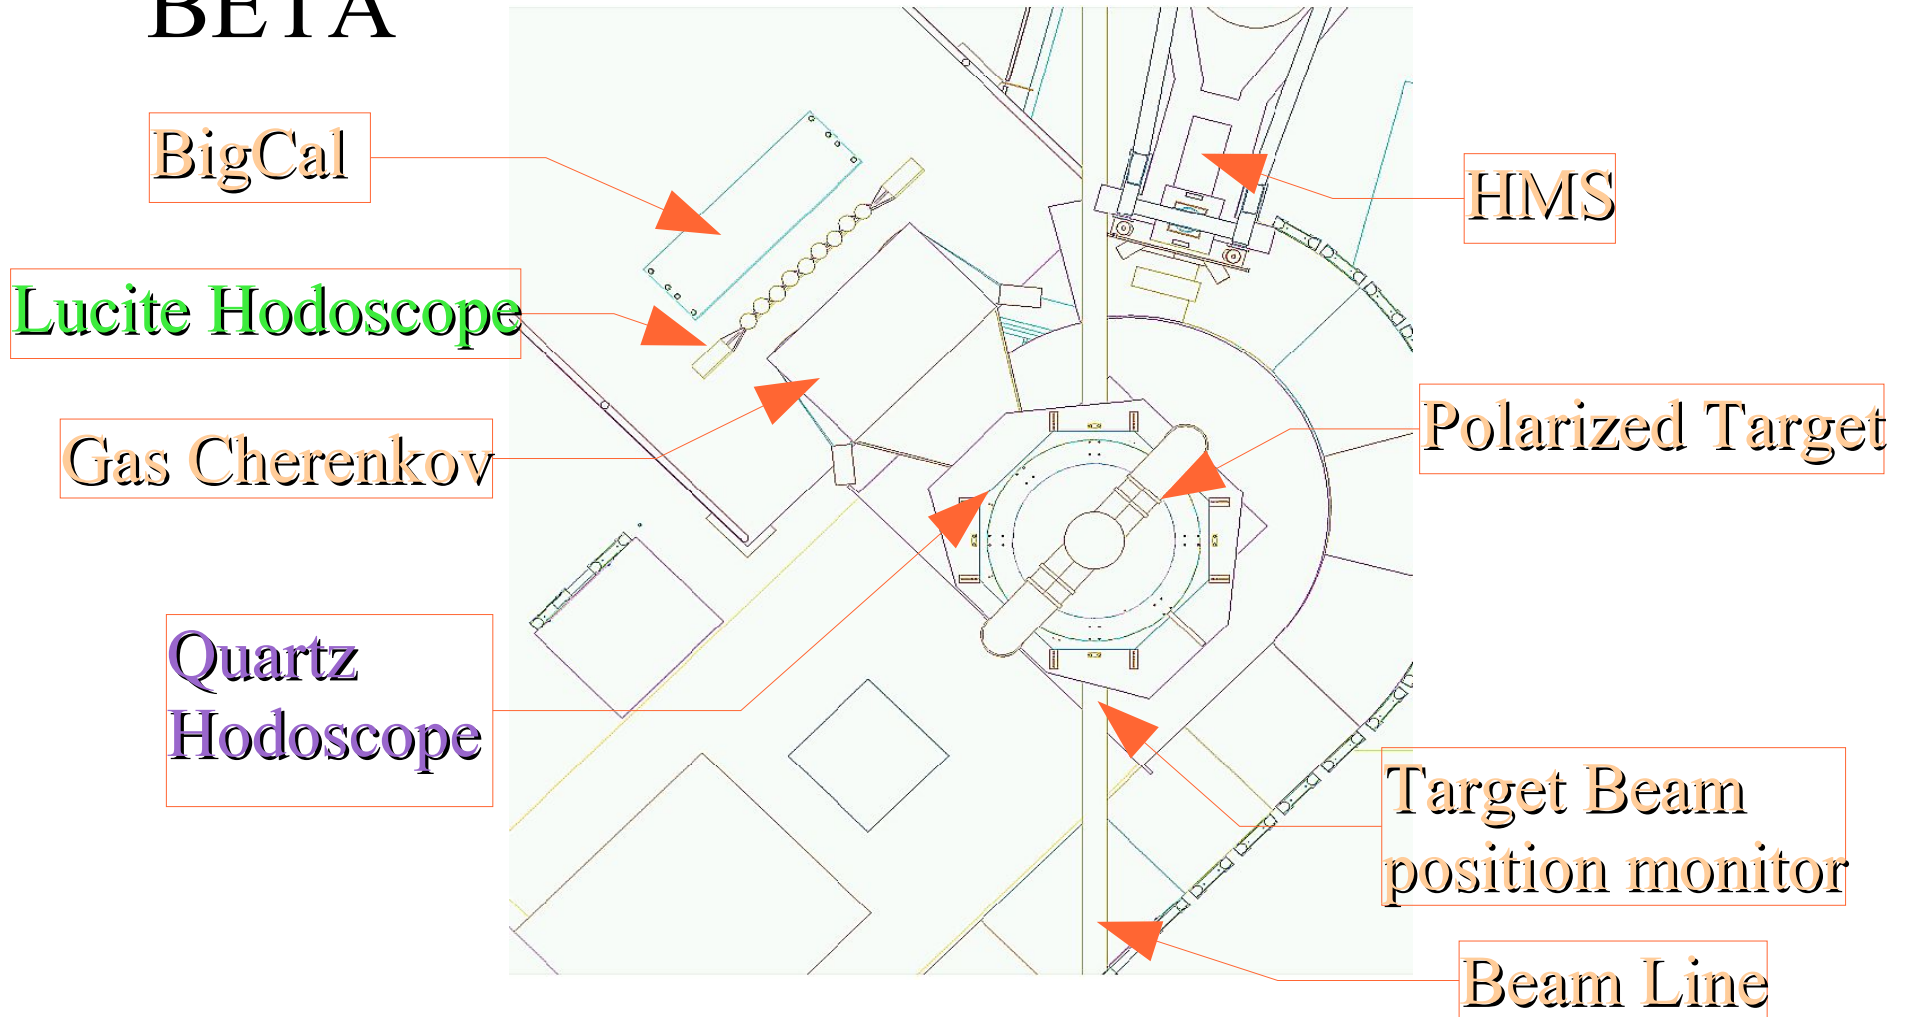 BETA
BigCal
HMS
Lucite Hodoscope
Gas Cherenkov
Polarized Target
Quartz
Hodoscope
Target Beam
position monitor
Beam Line